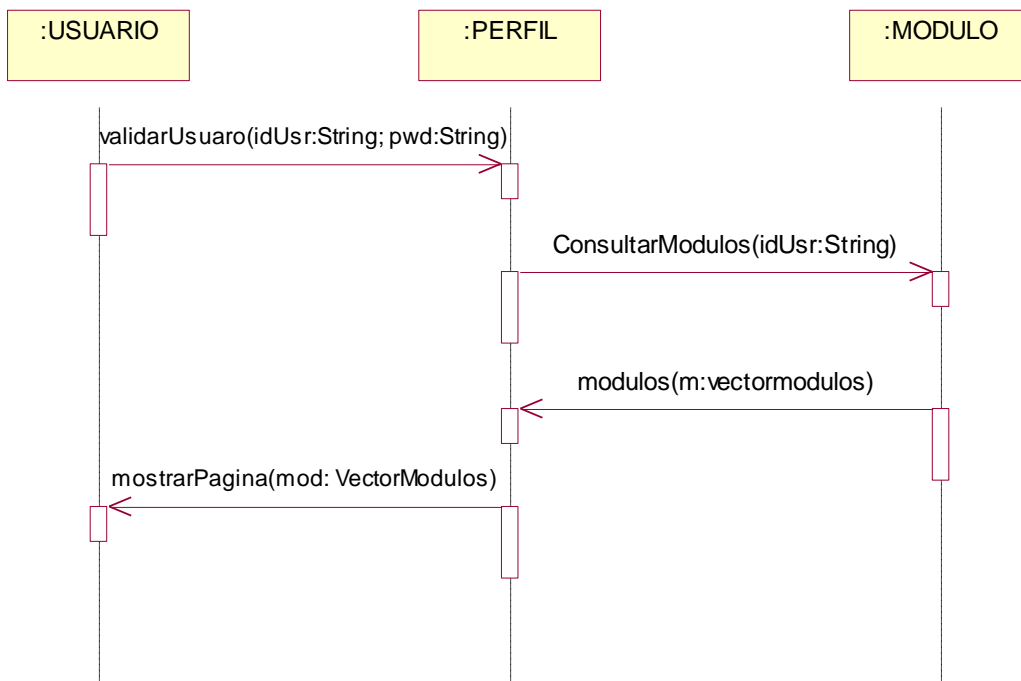 :USUARIO
:PERFIL
:MODULO
validarUsuaro(idUsr:String; pwd:String)
ConsultarModulos(idUsr:String)
modulos(m:vectormodulos)
mostrarPagina(mod: VectorModulos)